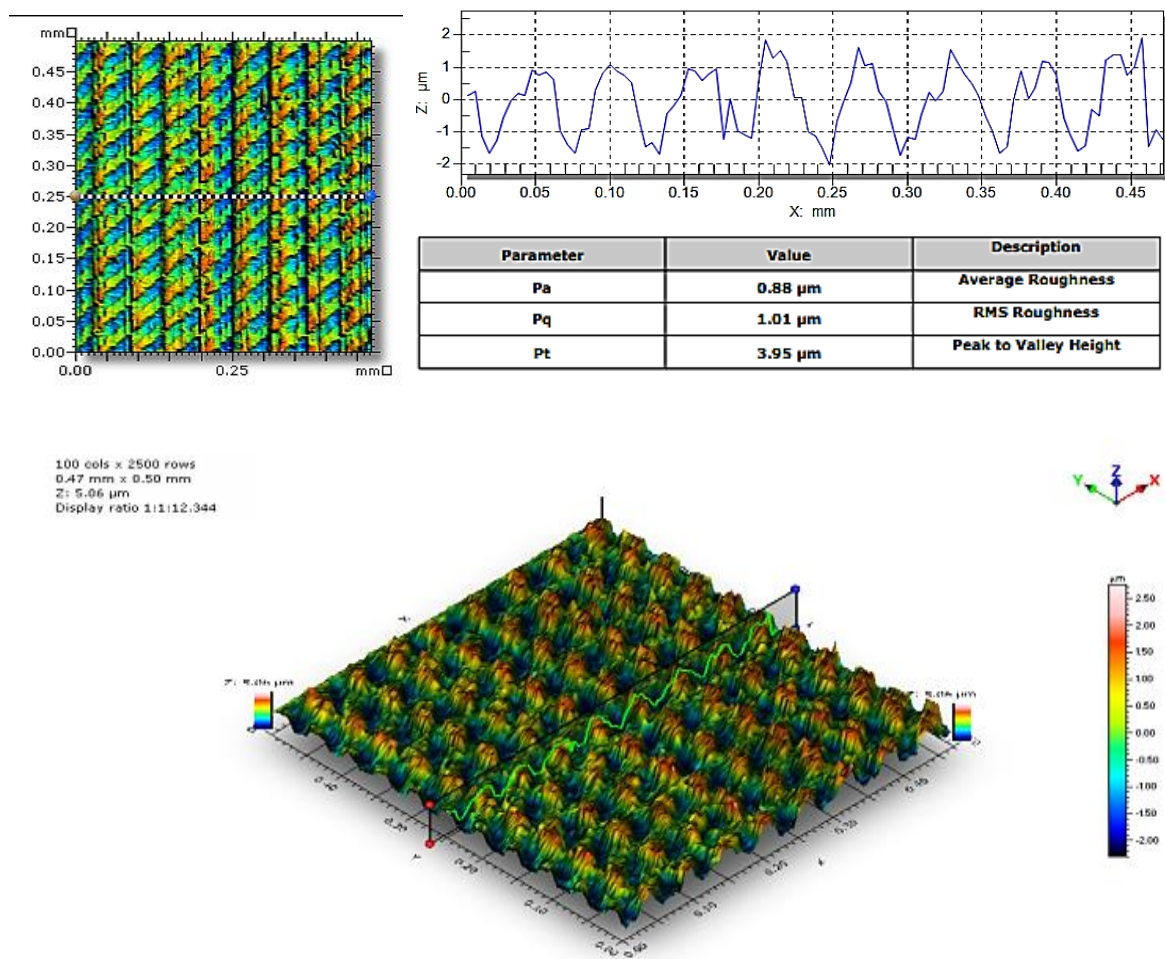 mm
0.45
0.40
0.35
0.30
0.25
0.20
0.15
0.10
0.05
0.00
0.00 0.25 mm
Z: µm
2
1
0
-1
-2
0.00 0.05 0.10 0.15 0.20 0.25 0.30 0.35 0.40 0.45
X: mm
Parameter Value Description
Pa 0.88 µm Average Roughness
Pq 1.01 µm RMS Roughness
Pt 3.95 µm Peak to Valley Height
100 cols x 2500 rows
0.47 mm x 0.50 mm
Z: 5.06 µm
Display ratio 1:1:12.344
Y Z X
µm
2.50
2.00
1.50
1.00
0.50
0.00
-0.50
-1.00
-1.50
-2.00
Z: 5.06 µm
Z: 5.06 µm